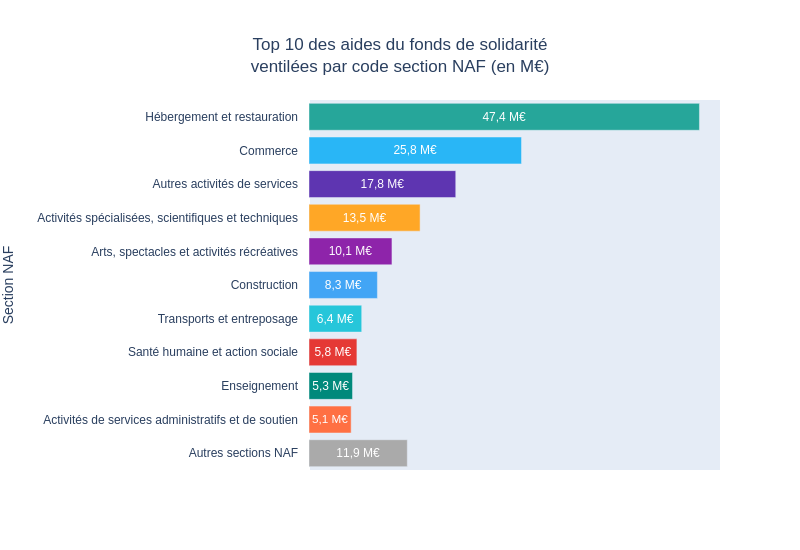 Top 10 des aides du fonds de solidarité
ventilées par code section NAF (en M€)
Section NAF
Hébergement et restauration 47,4 M€
Commerce 25,8 M€
Autres activités de services 17,8 M€
Activités spécialisées, scientifiques et techniques 13,5 M€
Arts, spectacles et activités récréatives 10,1 M€
Construction 8,3 M€
Transports et entreposage 6,4 M€
Santé humaine et action sociale 5,8 M€
Enseignement 5,3 M€
Activités de services administratifs et de soutien 5,1 M€
Autres sections NAF 11,9 M€